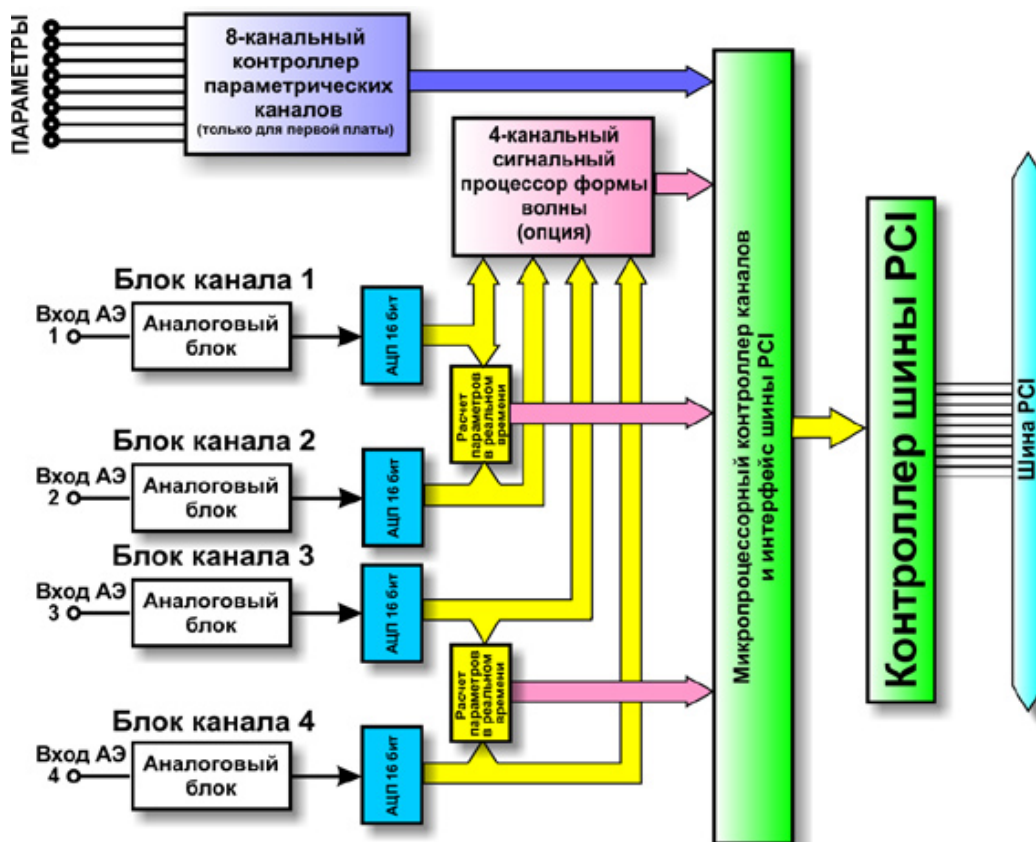 ПАРАМЕТРЫ
8-канальный
контроллер
параметрических
каналов
(только для первой платы)
4-канальный
сигнальный
процессор формы
волны
(опция)
Блок канала 1
Вход АЭ
1
Аналоговый
блок
АЦП 16 бит
Расчет
параметров
в реальном
времени
Блок канала 2
Вход АЭ
2
Аналоговый
блок
АЦП 16 бит
Блок канала 3
Вход АЭ
3
Аналоговый
блок
АЦП 16 бит
Расчет
параметров
в реальном
времени
Блок канала 4
Вход АЭ
4
Аналоговый
блок
АЦП 16 бит
Микропроцессорный контроллер каналов
и интерфейс шины PCI
Контроллер шины PCI
Шина PCI